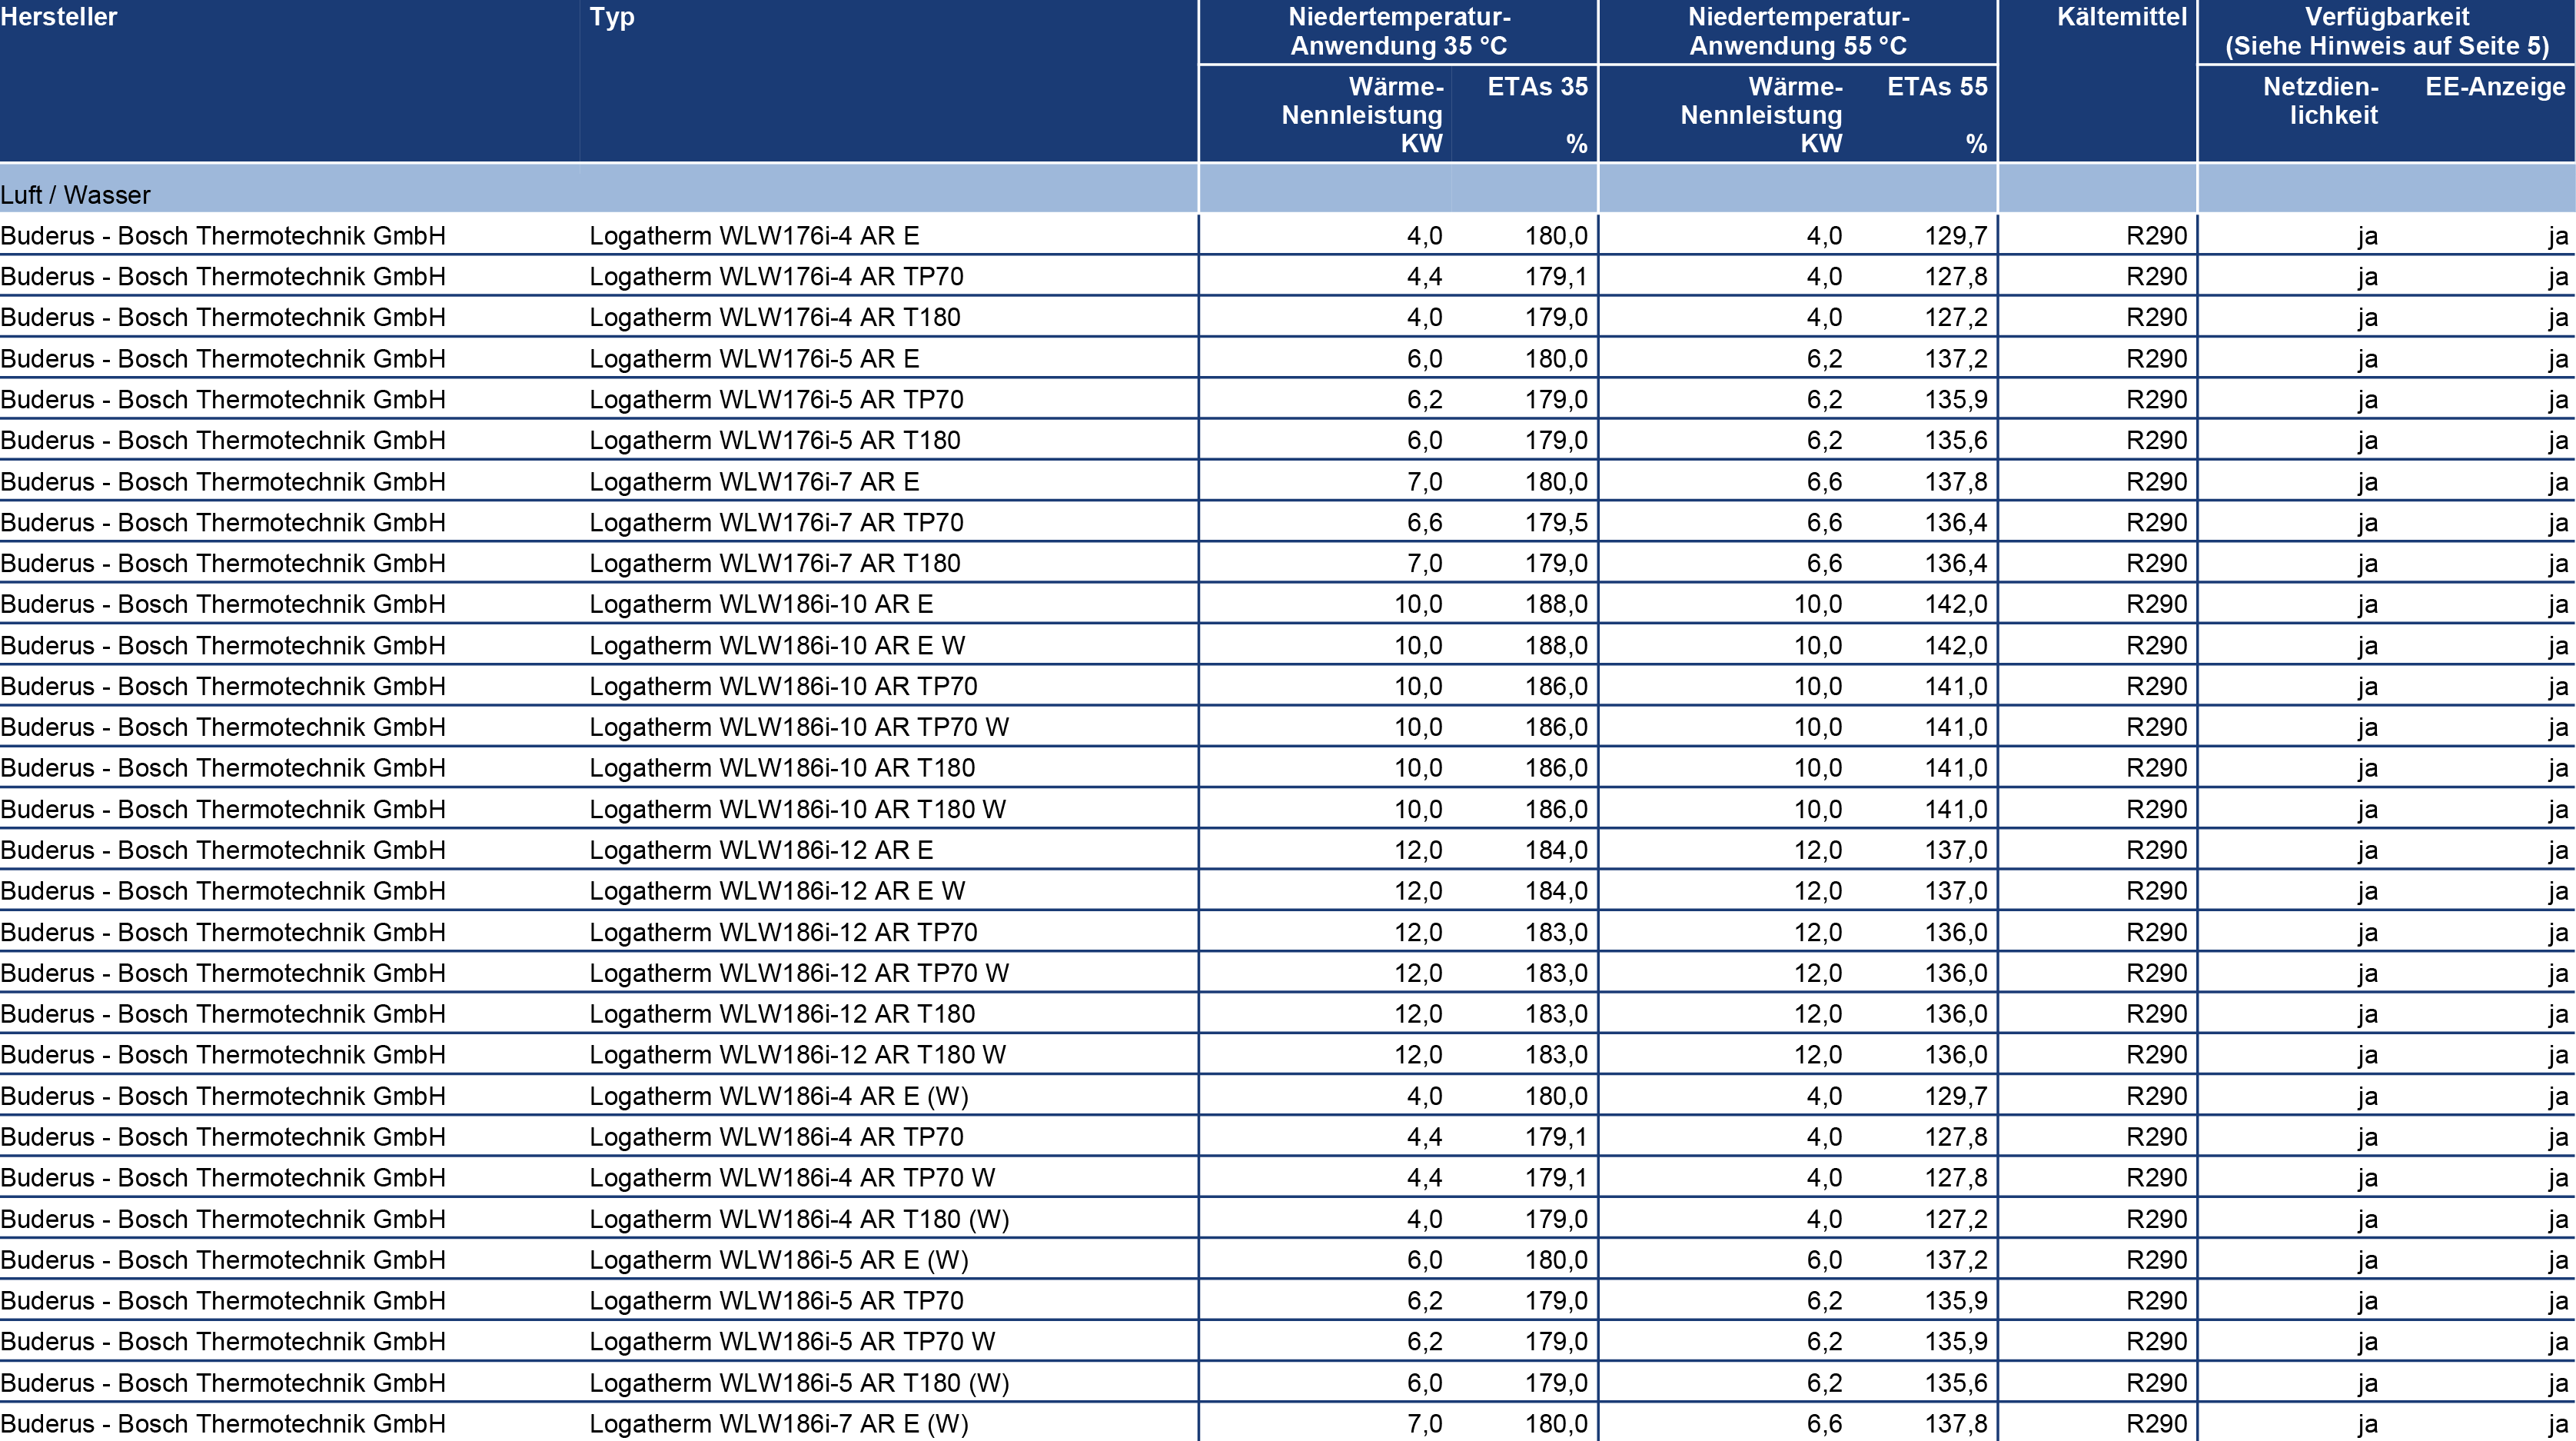 Hersteller Typ Niedertemperatur- Niedertemperatur- Kältemittel Verfügbarkeit
Anwendung 35 °C Anwendung 55 °C (Siehe Hinweis auf Seite 5)
Wärme- ETAs 35 Wärme- ETAs 55 Netzdien- EE-Anzeige
Nennleistung Nennleistung lichkeit
KW % KW %
Luft / Wasser
Buderus - Bosch Thermotechnik GmbH Logatherm WLW176i-4 AR E 4,0 180,0 4,0 129,7 R290 ja ja
Buderus - Bosch Thermotechnik GmbH Logatherm WLW176i-4 AR TP70 4,4 179,1 4,0 127,8 R290 ja ja
Buderus - Bosch Thermotechnik GmbH Logatherm WLW176i-4 AR T180 4,0 179,0 4,0 127,2 R290 ja ja
Buderus - Bosch Thermotechnik GmbH Logatherm WLW176i-5 AR E 6,0 180,0 6,2 137,2 R290 ja ja
Buderus - Bosch Thermotechnik GmbH Logatherm WLW176i-5 AR TP70 6,2 179,0 6,2 135,9 R290 ja ja
Buderus - Bosch Thermotechnik GmbH Logatherm WLW176i-5 AR T180 6,0 179,0 6,2 135,6 R290 ja ja
Buderus - Bosch Thermotechnik GmbH Logatherm WLW176i-7 AR E 7,0 180,0 6,6 137,8 R290 ja ja
Buderus - Bosch Thermotechnik GmbH Logatherm WLW176i-7 AR TP70 6,6 179,5 6,6 136,4 R290 ja ja
Buderus - Bosch Thermotechnik GmbH Logatherm WLW176i-7 AR T180 7,0 179,0 6,6 136,4 R290 ja ja
Buderus - Bosch Thermotechnik GmbH Logatherm WLW186i-10 AR E 10,0 188,0 10,0 142,0 R290 ja ja
Buderus - Bosch Thermotechnik GmbH Logatherm WLW186i-10 AR E W 10,0 188,0 10,0 142,0 R290 ja ja
Buderus - Bosch Thermotechnik GmbH Logatherm WLW186i-10 AR TP70 10,0 186,0 10,0 141,0 R290 ja ja
Buderus - Bosch Thermotechnik GmbH Logatherm WLW186i-10 AR TP70 W 10,0 186,0 10,0 141,0 R290 ja ja
Buderus - Bosch Thermotechnik GmbH Logatherm WLW186i-10 AR T180 10,0 186,0 10,0 141,0 R290 ja ja
Buderus - Bosch Thermotechnik GmbH Logatherm WLW186i-10 AR T180 W 10,0 186,0 10,0 141,0 R290 ja ja
Buderus - Bosch Thermotechnik GmbH Logatherm WLW186i-12 AR E 12,0 184,0 12,0 137,0 R290 ja ja
Buderus - Bosch Thermotechnik GmbH Logatherm WLW186i-12 AR E W 12,0 184,0 12,0 137,0 R290 ja ja
Buderus - Bosch Thermotechnik GmbH Logatherm WLW186i-12 AR TP70 12,0 183,0 12,0 136,0 R290 ja ja
Buderus - Bosch Thermotechnik GmbH Logatherm WLW186i-12 AR TP70 W 12,0 183,0 12,0 136,0 R290 ja ja
Buderus - Bosch Thermotechnik GmbH Logatherm WLW186i-12 AR T180 12,0 183,0 12,0 136,0 R290 ja ja
Buderus - Bosch Thermotechnik GmbH Logatherm WLW186i-12 AR T180 W 12,0 183,0 12,0 136,0 R290 ja ja
Buderus - Bosch Thermotechnik GmbH Logatherm WLW186i-4 AR E (W) 4,0 180,0 4,0 129,7 R290 ja ja
Buderus - Bosch Thermotechnik GmbH Logatherm WLW186i-4 AR TP70 4,4 179,1 4,0 127,8 R290 ja ja
Buderus - Bosch Thermotechnik GmbH Logatherm WLW186i-4 AR TP70 W 4,4 179,1 4,0 127,8 R290 ja ja
Buderus - Bosch Thermotechnik GmbH Logatherm WLW186i-4 AR T180 (W) 4,0 179,0 4,0 127,2 R290 ja ja
Buderus - Bosch Thermotechnik GmbH Logatherm WLW186i-5 AR E (W) 6,0 180,0 6,0 137,2 R290 ja ja
Buderus - Bosch Thermotechnik GmbH Logatherm WLW186i-5 AR TP70 6,2 179,0 6,2 135,9 R290 ja ja
Buderus - Bosch Thermotechnik GmbH Logatherm WLW186i-5 AR TP70 W 6,2 179,0 6,2 135,9 R290 ja ja
Buderus - Bosch Thermotechnik GmbH Logatherm WLW186i-5 AR T180 (W) 6,0 179,0 6,2 135,6 R290 ja ja
Buderus - Bosch Thermotechnik GmbH Logatherm WLW186i-7 AR E (W) 7,0 180,0 6,6 137,8 R290 ja ja